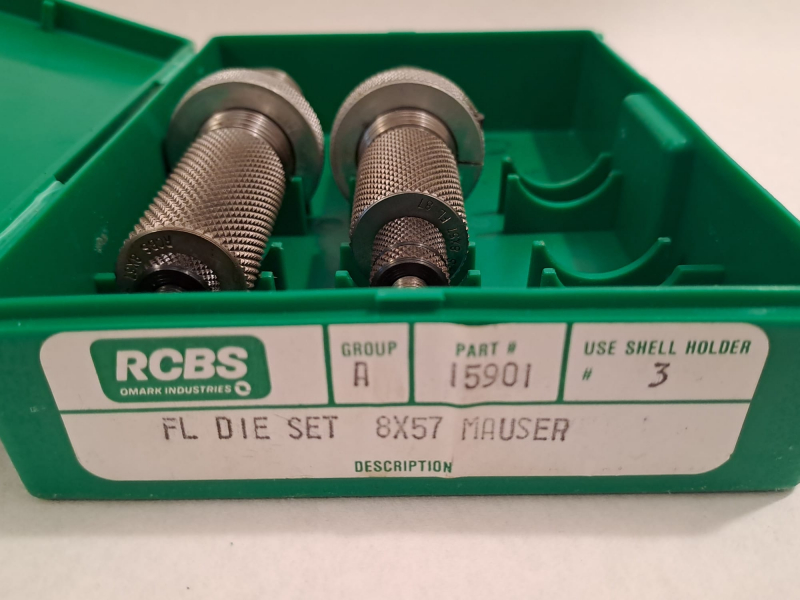 RCBS
OMARK INDUSTRIES
GROUP
A
PART #
15901
USE SHELL HOLDER
# 3
FL DIE SET 8X57 MAUSER
DESCRIPTION